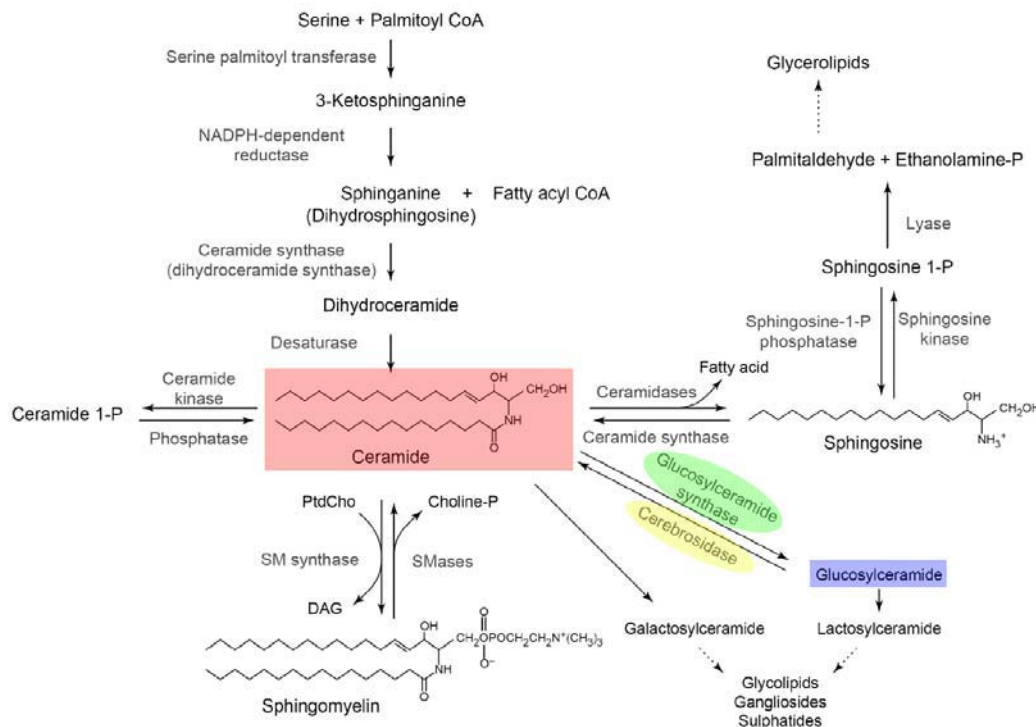 Serine + Palmitoyl CoA
Serine palmitoyl transferase
3-Ketosphinganine
NADPH-dependent
reductase
Sphinganine + Fatty acyl CoA
(Dihydrosphingosine)
Ceramide synthase
(dihydroceramide synthase)
Dihydroceramide
Desaturase
Glycerolipids
Palmitaldehyde + Ethanolamine-P
Lyase
Sphingosine 1-P
Sphingosine-1-P
phosphatase
Sphingosine
kinase
Ceramide 1-P
Ceramide
kinase
Phosphatase
OH
CH₂OH
NH
O
Ceramide
Fatty acid
Ceramidases
Ceramide synthase
OH
CH₂OH
NH₃⁺
Sphingosine
Glucosylceramide
synthase
Cerebrosidase
PtdCho
Choline-P
SM synthase
SMases
DAG
Glucosylceramide
Galactosylceramide
Lactosylceramide
Glycolipids
Gangliosides
Sulphatides
O
OH
CH₂OPOCH₂CH₂N⁺(CH₃)₃
O⁻
NH
O
Sphingomyelin